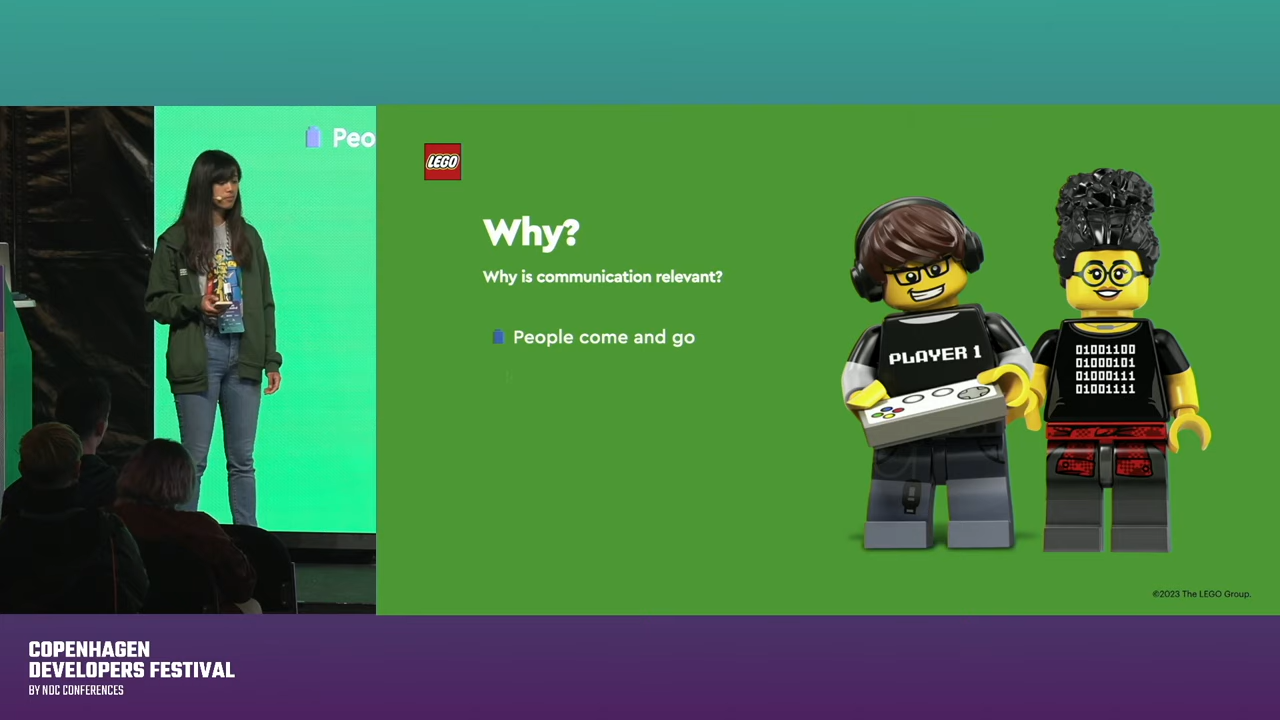 Peo
LEGO
Why?
Why is communication relevant?
People come and go
PLAYER 1
01001100
01000101
01000111
01001111
©2023 The LEGO Group.
COPENHAGEN
DEVELOPERS FESTIVAL
BY NDC CONFERENCES